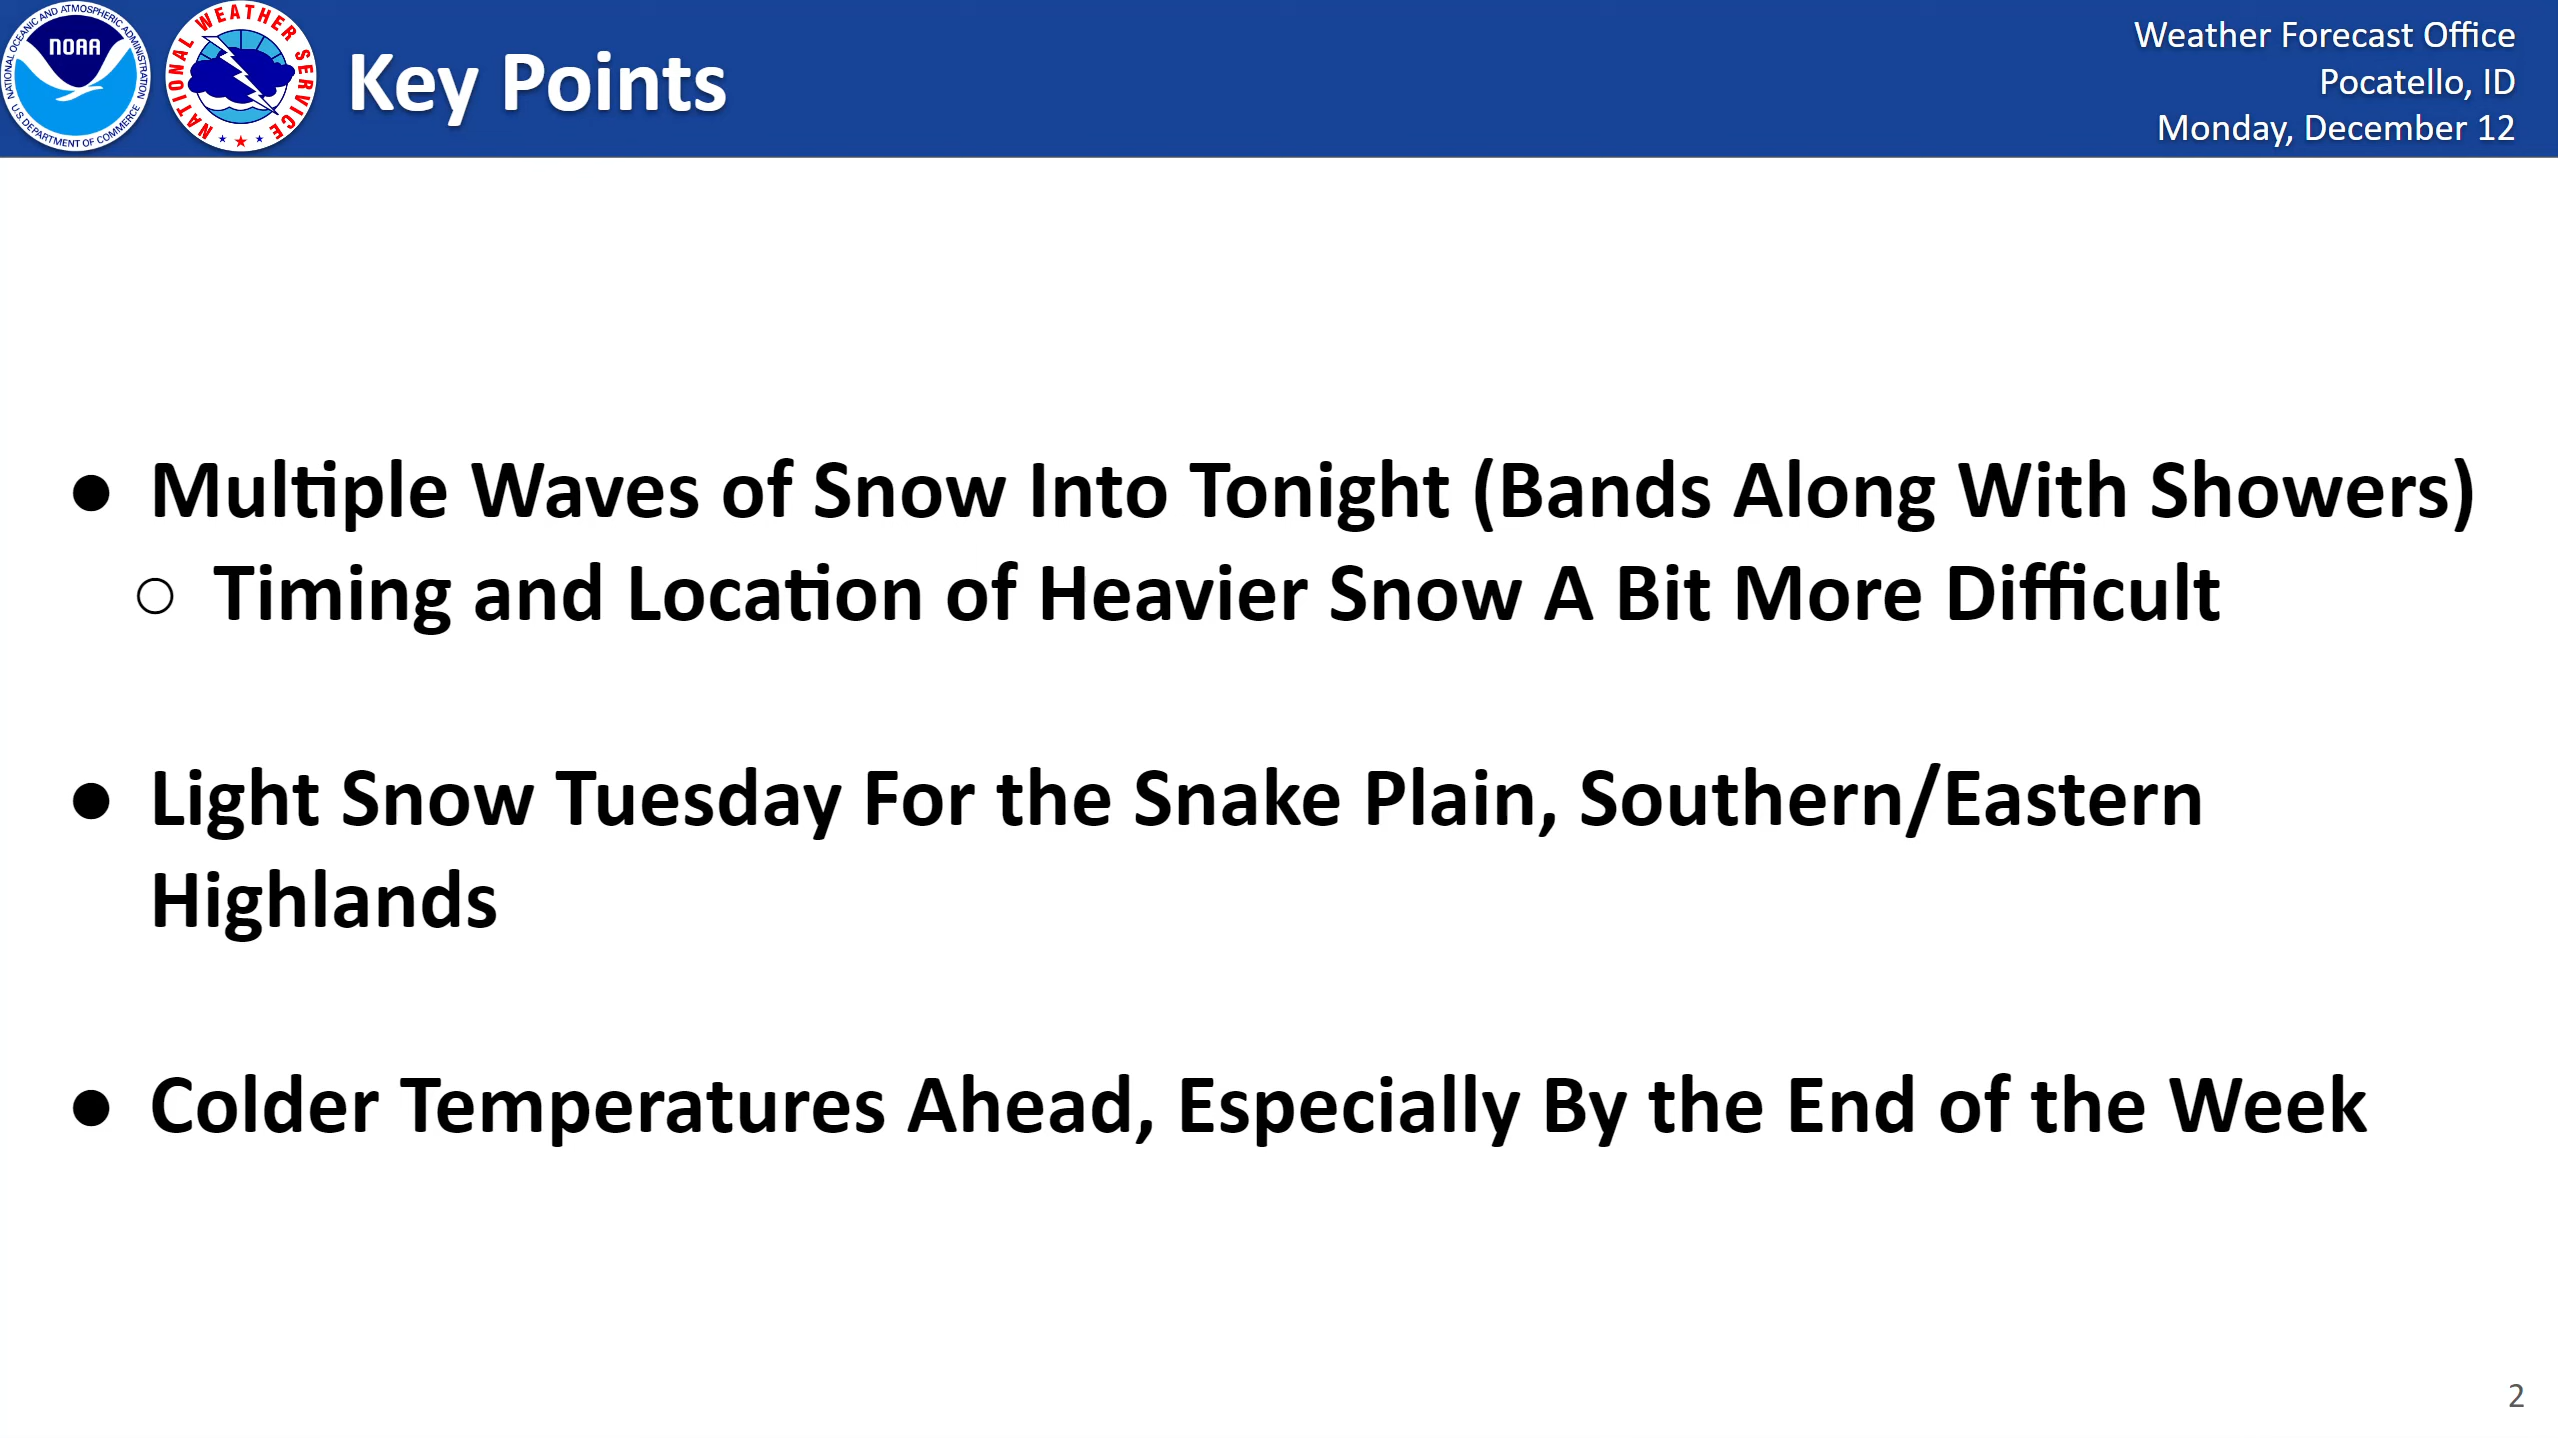 NATIONAL OCEANIC AND ATMOSPHERIC ADMINISTRATION
NOAA
U.S. DEPARTMENT OF COMMERCE
NATIONAL WEATHER SERVICE
Key Points
Weather Forecast Office
Pocatello, ID
Monday, December 12
● Multiple Waves of Snow Into Tonight (Bands Along With Showers)
○ Timing and Location of Heavier Snow A Bit More Difficult
● Light Snow Tuesday For the Snake Plain, Southern/Eastern
Highlands
● Colder Temperatures Ahead, Especially By the End of the Week
2